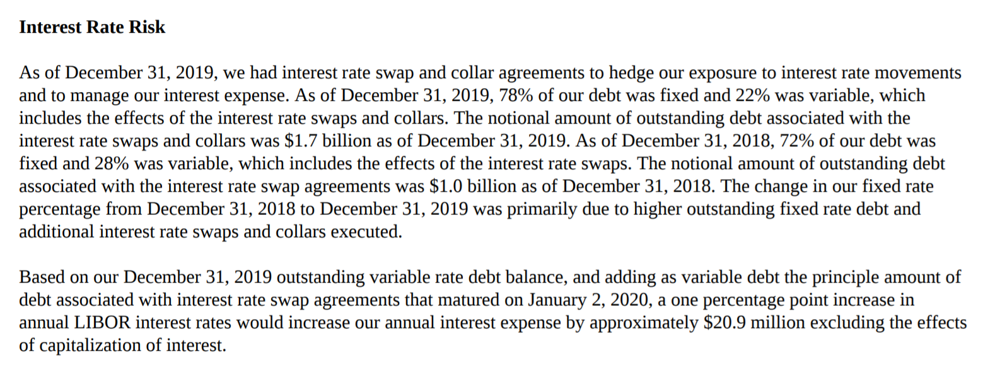 Interest Rate Risk
As of December 31, 2019, we had interest rate swap and collar agreements to hedge our exposure to interest rate movements
and to manage our interest expense. As of December 31, 2019, 78% of our debt was fixed and 22% was variable, which
includes the effects of the interest rate swaps and collars. The notional amount of outstanding debt associated with the
interest rate swaps and collars was $1.7 billion as of December 31, 2019. As of December 31, 2018, 72% of our debt was
fixed and 28% was variable, which includes the effects of the interest rate swaps. The notional amount of outstanding debt
associated with the interest rate swap agreements was $1.0 billion as of December 31, 2018. The change in our fixed rate
percentage from December 31, 2018 to December 31, 2019 was primarily due to higher outstanding fixed rate debt and
additional interest rate swaps and collars executed.
Based on our December 31, 2019 outstanding variable rate debt balance, and adding as variable debt the principle amount of
debt associated with interest rate swap agreements that matured on January 2, 2020, a one percentage point increase in
annual LIBOR interest rates would increase our annual interest expense by approximately $20.9 million excluding the effects
of capitalization of interest.